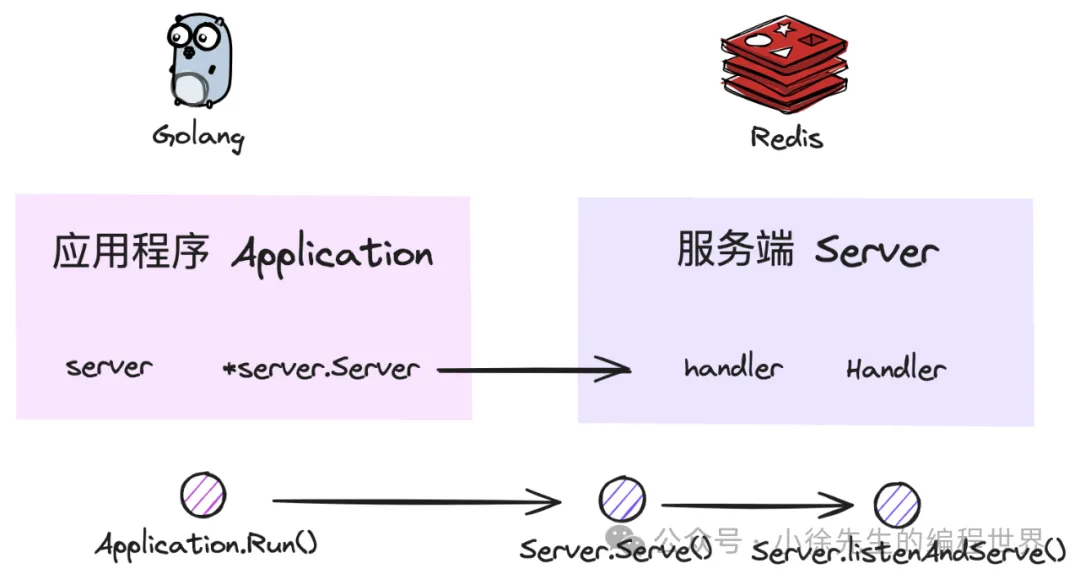 Golang
Redis
应用程序 Application
服务端 Server
server *server.Server
handler Handler
Application.Run()
Server.Serve()
Server.listenAndServe()
公众号·小徐先生的编程世界